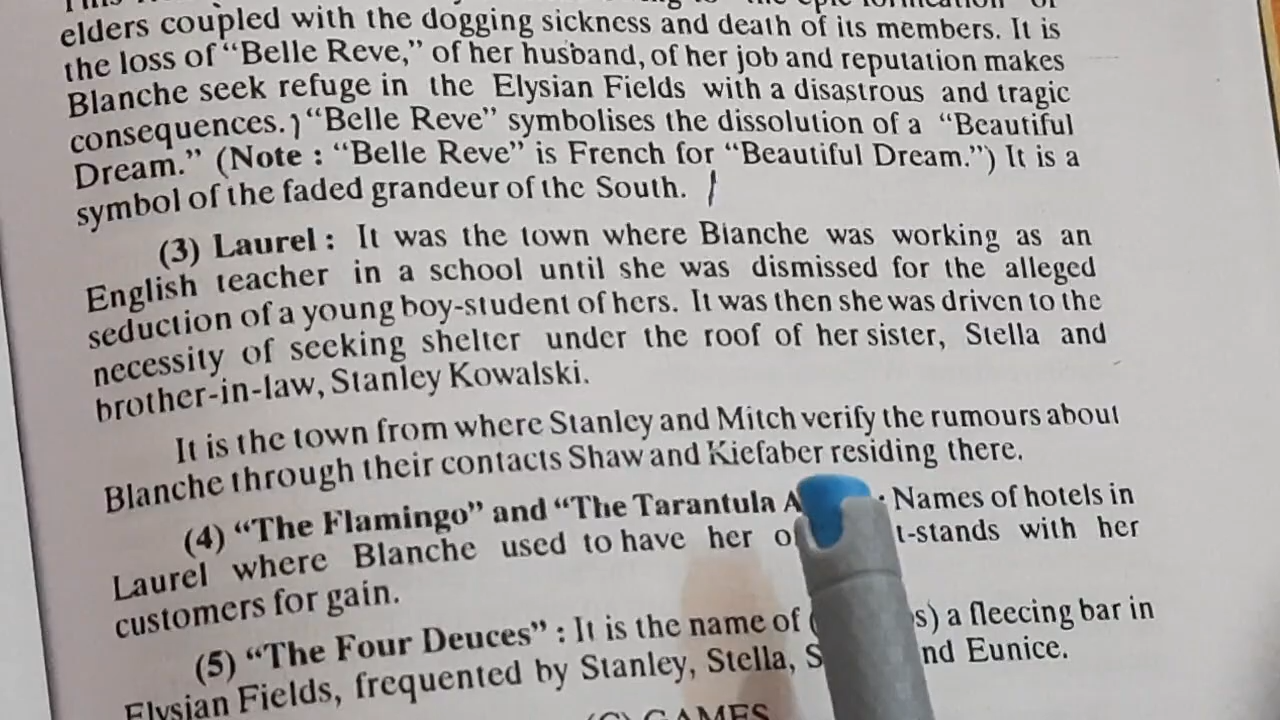 elders coupled with the dogging sickness and death of its members. It is
the loss of “Belle Reve,” of her husband, of her job and reputation makes
Blanche seek refuge in the Elysian Fields with a disastrous and tragic
consequences. “Belle Reve” symbolises the dissolution of a “Beautiful
Dream.” (Note : “Belle Reve” is French for “Beautiful Dream.”) It is a
symbol of the faded grandeur of the South.
(3) Laurel : It was the town where Blanche was working as an
English teacher in a school until she was dismissed for the alleged
seduction of a young boy-student of hers. It was then she was driven to the
necessity of seeking shelter under the roof of her sister, Stella and
brother-in-law, Stanley Kowalski.
It is the town from where Stanley and Mitch verify the rumours about
Blanche through their contacts Shaw and Kiefaber residing there.
(4) “The Flamingo” and “The Tarantula : Names of hotels in
Laurel where Blanche used to have her t-stands with her
customers for gain.
(5) “The Four Deuces” : It is the name of a fleecing bar in
Elysian Fields, frequented by Stanley, Stella, nd Eunice.
(C) GAMES